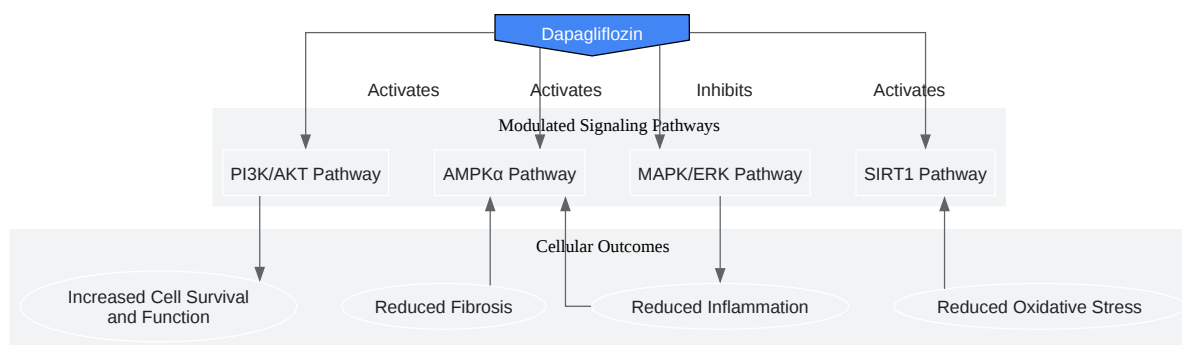 Dapagliflozin
Activates
Activates
Inhibits
Activates
Modulated Signaling Pathways
PI3K/AKT Pathway
AMPKα Pathway
MAPK/ERK Pathway
SIRT1 Pathway
Cellular Outcomes
Increased Cell Survival
and Function
Reduced Fibrosis
Reduced Inflammation
Reduced Oxidative Stress